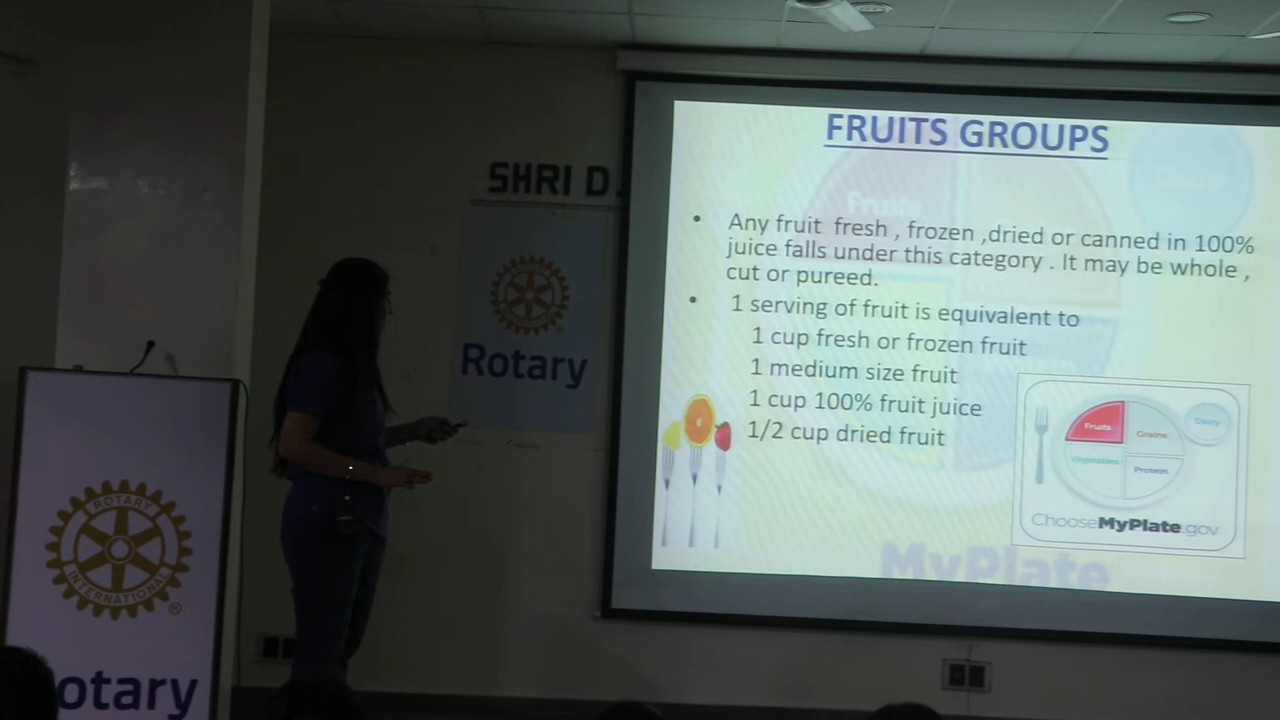 FRUITS GROUPS
• Any fruit fresh , frozen ,dried or canned in 100%
juice falls under this category . It may be whole ,
cut or pureed.
• 1 serving of fruit is equivalent to
1 cup fresh or frozen fruit
1 medium size fruit
1 cup 100% fruit juice
1/2 cup dried fruit
Fruits
Grains
Dairy
Vegetables
Protein
ChooseMyPlate.gov
MyPlate
Fruits
SHRI D.
Rotary
ROTARY
INTERNATIONAL
®
otary